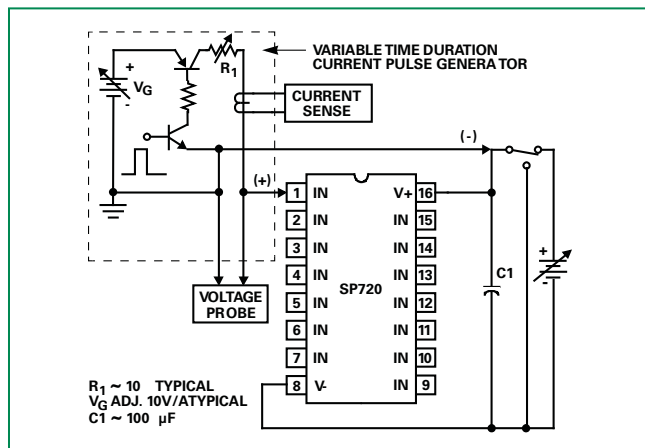 VARIABLE TIME DURATION
CURRENT PULSE GENERATOR
+
VG
-
R1
CURRENT
SENSE
(-)
(+)
1 IN V+ 16
2 IN IN 15
3 IN IN 14
4 IN IN 13
5 IN IN 12
6 IN IN 11
7 IN IN 10
8 V- IN 9
SP720
C1
+
-
VOLTAGE
PROBE
R1 ~ 10 TYPICAL
VG ADJ. 10V/ATYPICAL
C1 ~ 100 µF